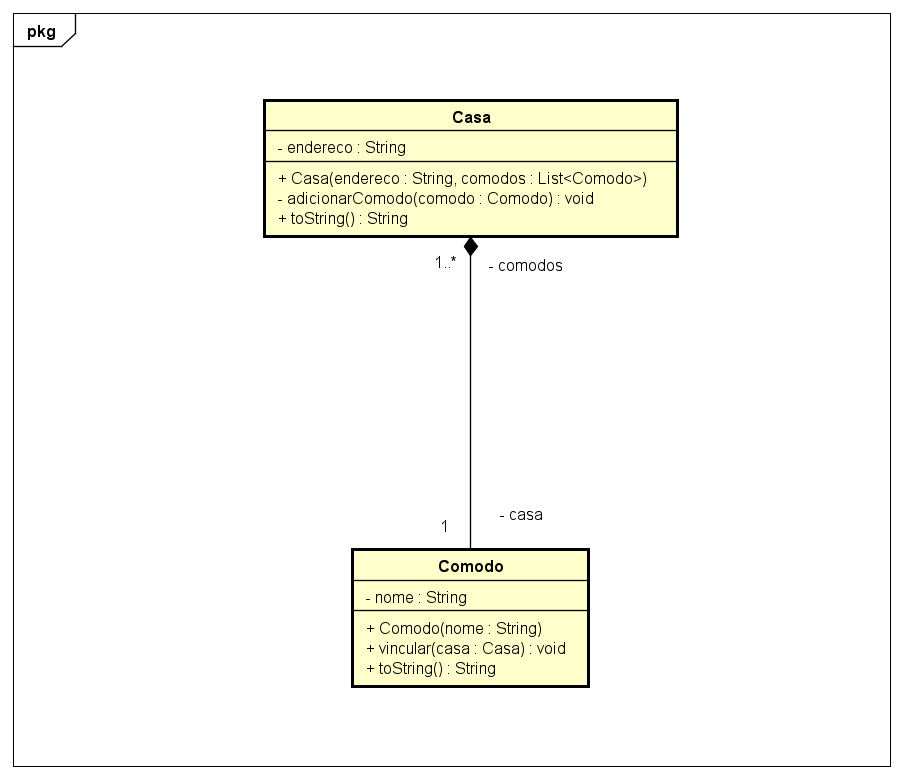 pkg
Casa
- endereco : String
+ Casa(endereco : String, comodos : List<Comodo>)
- adicionarComodo(comodo : Comodo) : void
+ toString() : String
1..*
- comodos
- casa
1
Comodo
- nome : String
+ Comodo(nome : String)
+ vincular(casa : Casa) : void
+ toString() : String